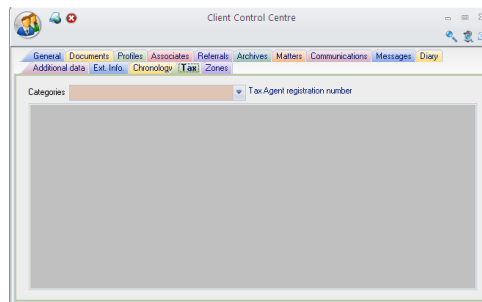 Client Control Centre
General Documents Profiles Associates Referrals Archives Matters Communications Messages Diary
Additional data Ext. Info. Chronology Tax Zones
Categories Tax Agent registration number